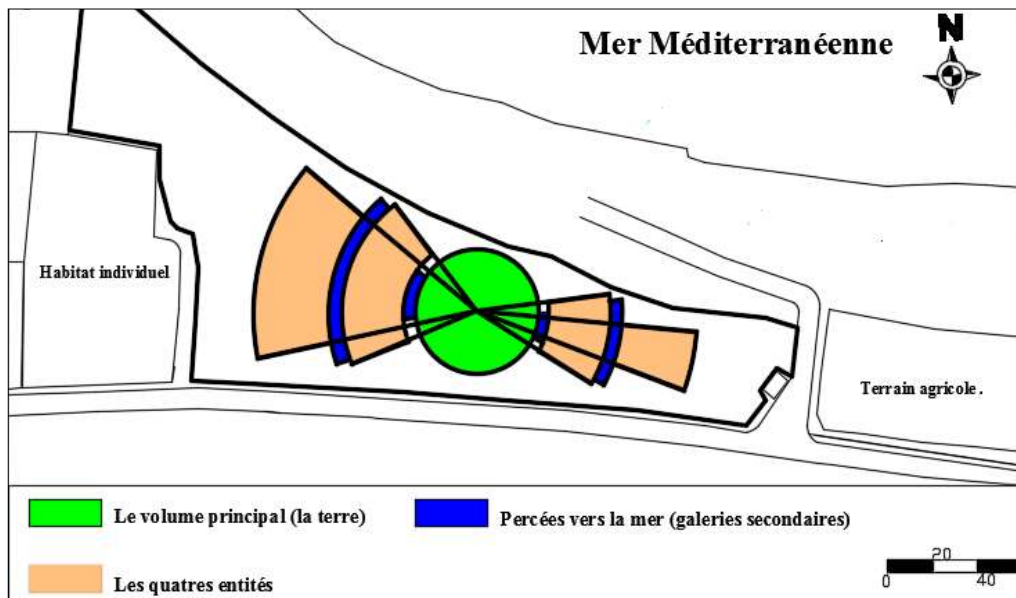 Mer Méditerranéenne
N
Habitat individuel
Terrain agricole.
Le volume principal (la terre)
Percées vers la mer (galeries secondaires)
Les quatres entités
20
0 40